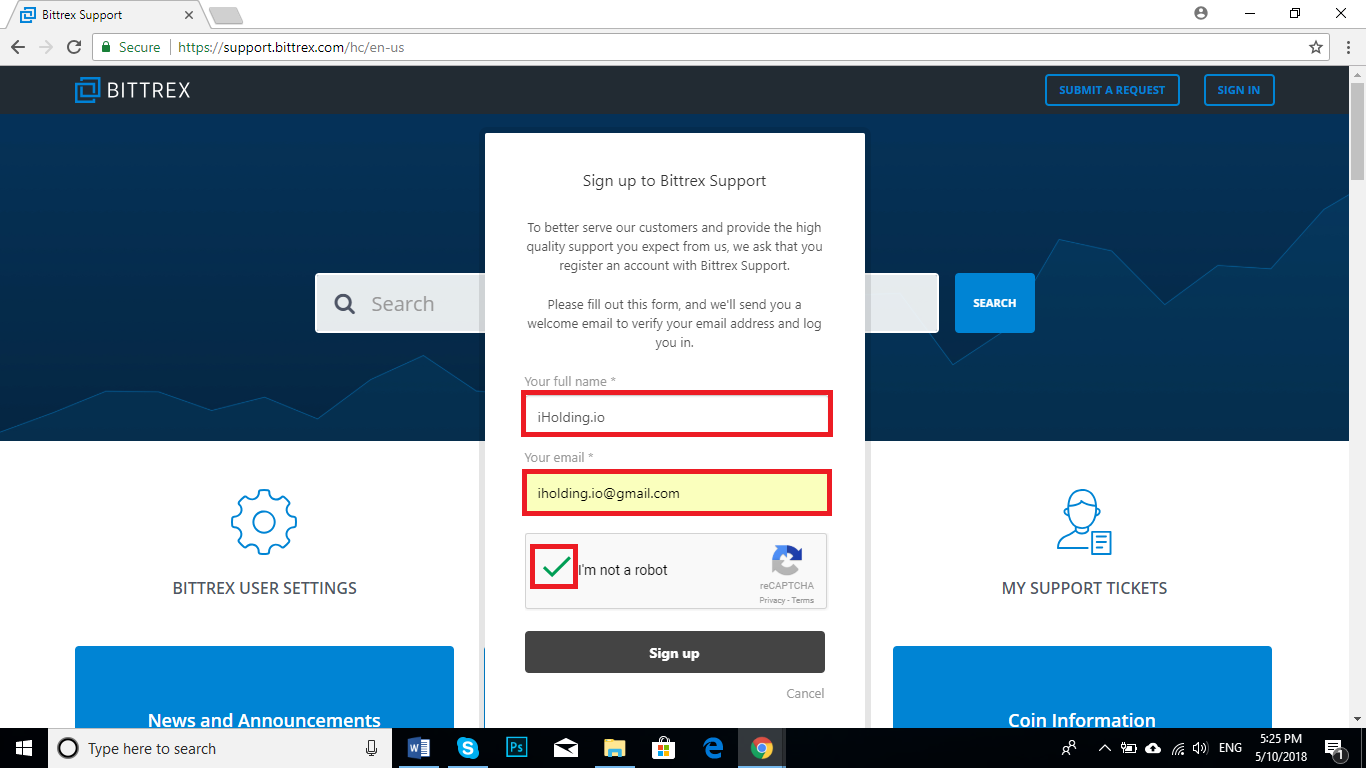 Bittrex Support
Secure
https://support.bittrex.com/hc/en-us
BITTREX
SUBMIT A REQUEST
SIGN IN
Sign up to Bittrex Support
To better serve our customers and provide the high
quality support you expect from us, we ask that you
register an account with Bittrex Support.
Please fill out this form, and we'll send you a
welcome email to verify your email address and log
you in.
Search
SEARCH
Your full name *
iHolding.io
Your email *
iholding.io@gmail.com
I'm not a robot
reCAPTCHA
Privacy - Terms
Sign up
Cancel
BITTREX USER SETTINGS
MY SUPPORT TICKETS
News and Announcements
Coin Information
Type here to search
W
S
Ps
ENG
5:25 PM
5/10/2018
1